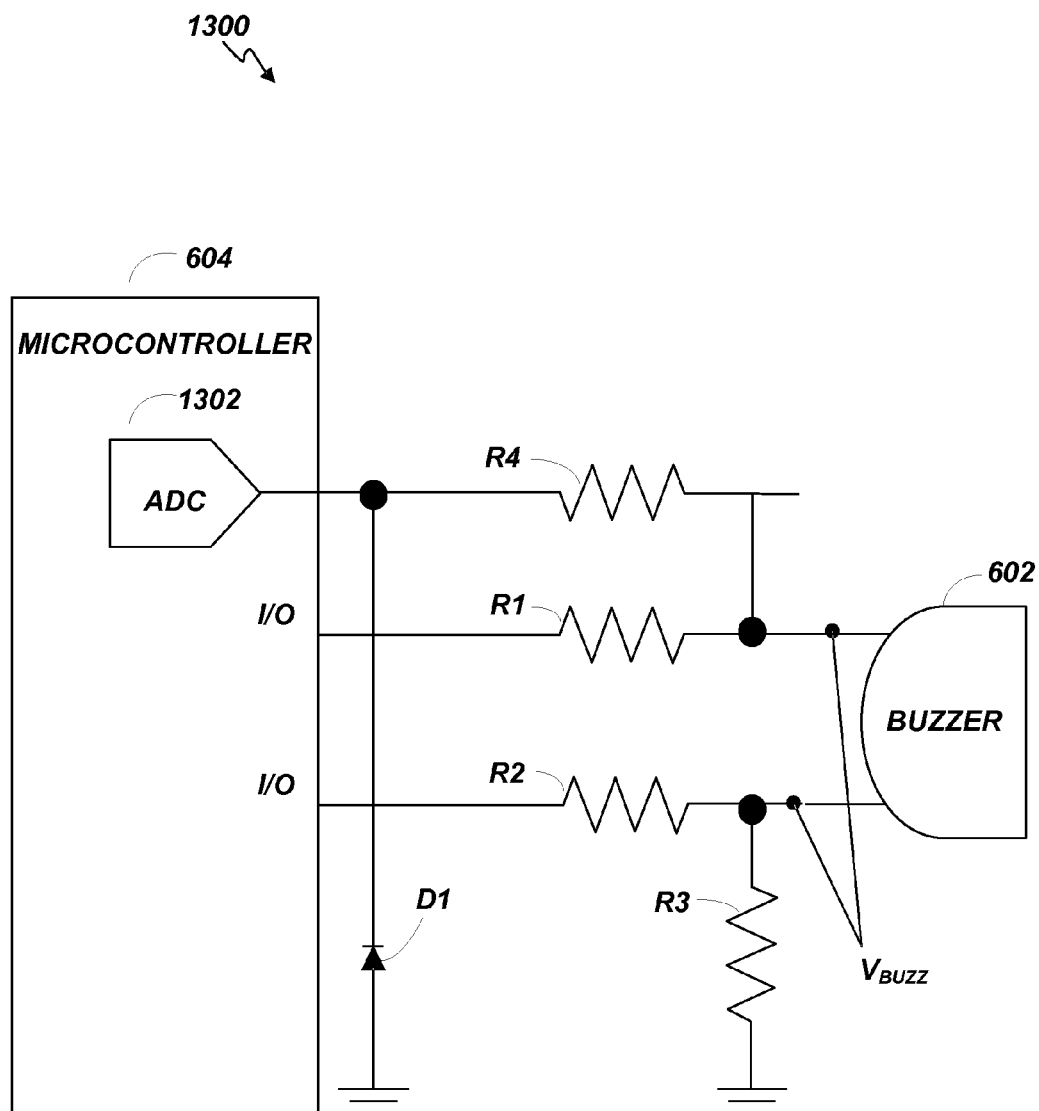 1300
604
MICROCONTROLLER
1302
ADC
R4
I/O
R1
602
BUZZER
I/O
R2
D1
R3
VBUZZ